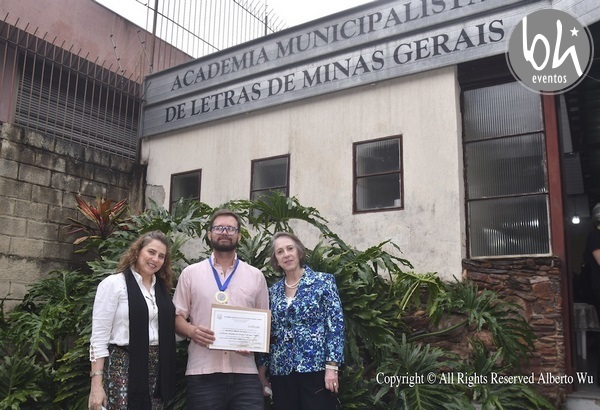 ACADEMIA MUNICIPALISTA
DE LETRAS DE MINAS GERAIS
bh
eventos
Copyright © All Rights Reserved Alberto Wu